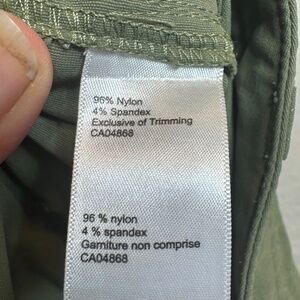 96% Nylon
4% Spandex
Exclusive of Trimming
CA04868
96 % nylon
4 % spandex
Garniture non comprise
CA04868